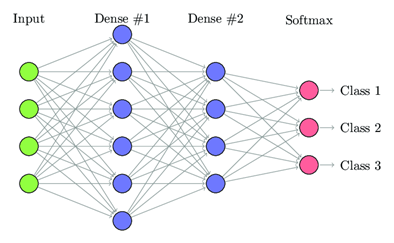 Input Dense #1 Dense #2 Softmax
Class 1
Class 2
Class 3